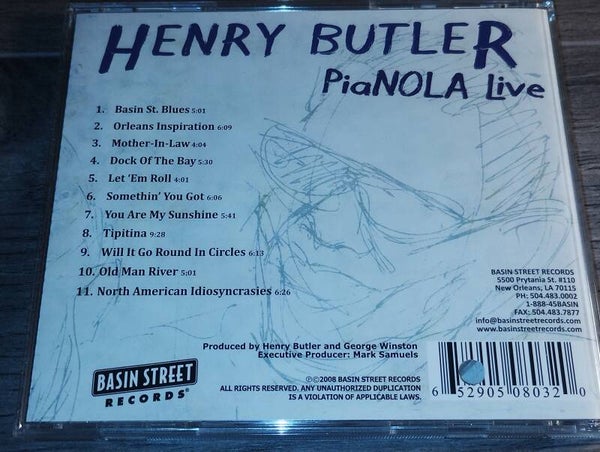 HENRY BUTLER
PiaNOLA Live
1. Basin St. Blues 5:01
2. Orleans Inspiration 6:09
3. Mother-In-Law 4:04
4. Dock Of The Bay 5:30
5. Let 'Em Roll 4:01
6. Somethin' You Got 6:06
7. You Are My Sunshine 5:41
8. Tipitina 9:28
9. Will It Go Round In Circles 6:13
10. Old Man River 5:01
11. North American Idiosyncrasies 6:26
BASIN STREET RECORDS
5500 Prytania St. #110
New Orleans, LA 70115
PH: 504.483.0002
1-888-45BASIN
FAX: 504.483.7877
info@basinstreetrecords.com
www.basinstreetrecords.com
Produced by Henry Butler and George Winston
Executive Producer: Mark Samuels
BASIN STREET
RECORDS®
Ⓟ©2008 BASIN STREET RECORDS
ALL RIGHTS RESERVED. ANY UNAUTHORIZED DUPLICATION
IS A VIOLATION OF APPLICABLE LAWS.
6 52905 08032 0